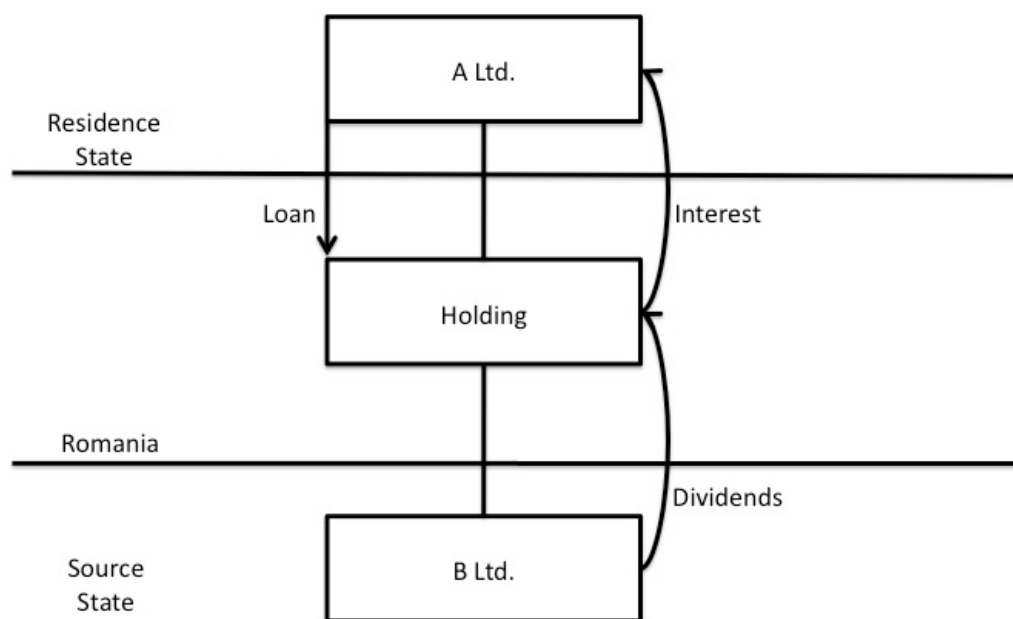 A Ltd.
Residence
State
Loan
Interest
Holding
Romania
Dividends
B Ltd.
Source
State